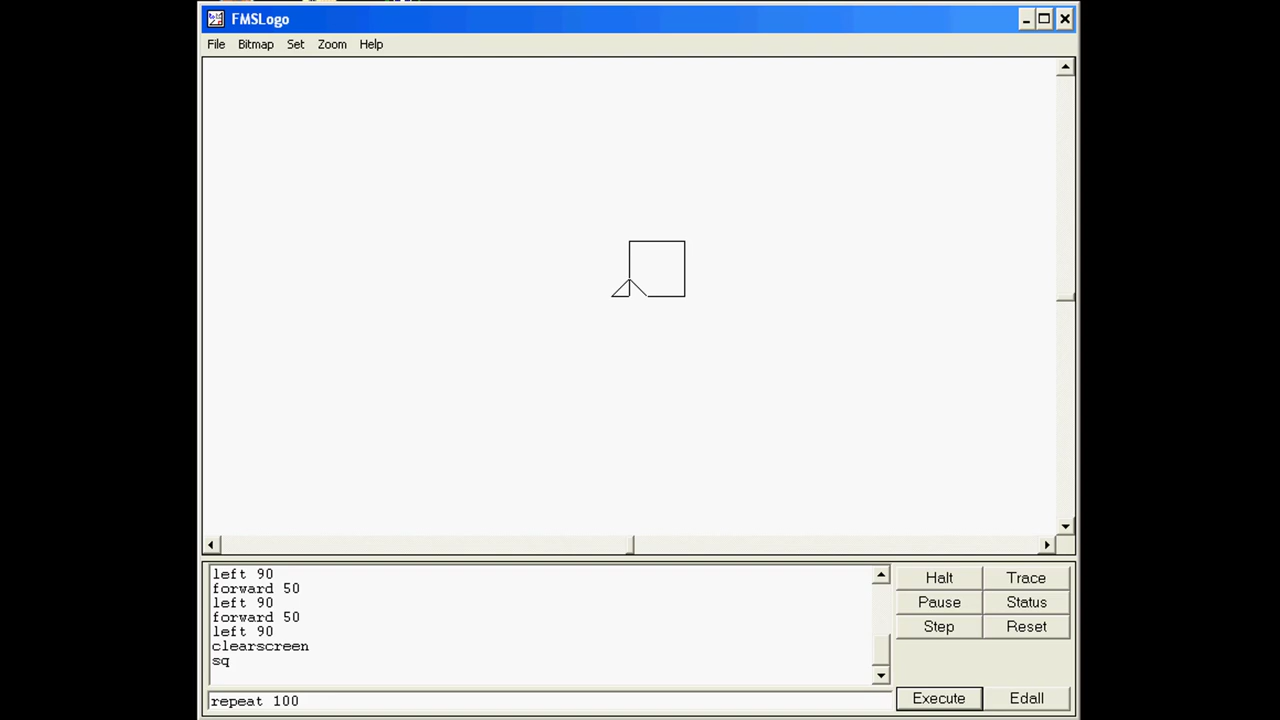 FMSLogo
File Bitmap Set Zoom Help
left 90
forward 50
left 90
forward 50
left 90
clearscreen
sq
repeat 100
Halt Trace
Pause Status
Step Reset
Execute Edall